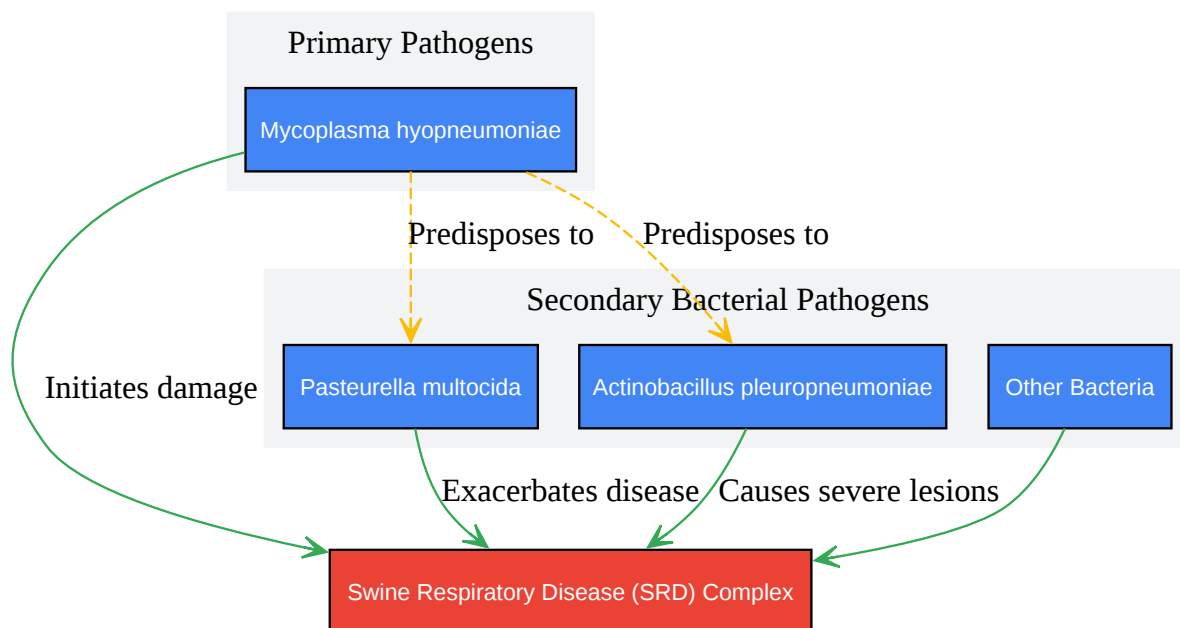 Primary Pathogens
Mycoplasma hyopneumoniae
Predisposes to
Predisposes to
Secondary Bacterial Pathogens
Initiates damage
Pasteurella multocida
Actinobacillus pleuropneumoniae
Other Bacteria
Exacerbates disease
Causes severe lesions
Swine Respiratory Disease (SRD) Complex